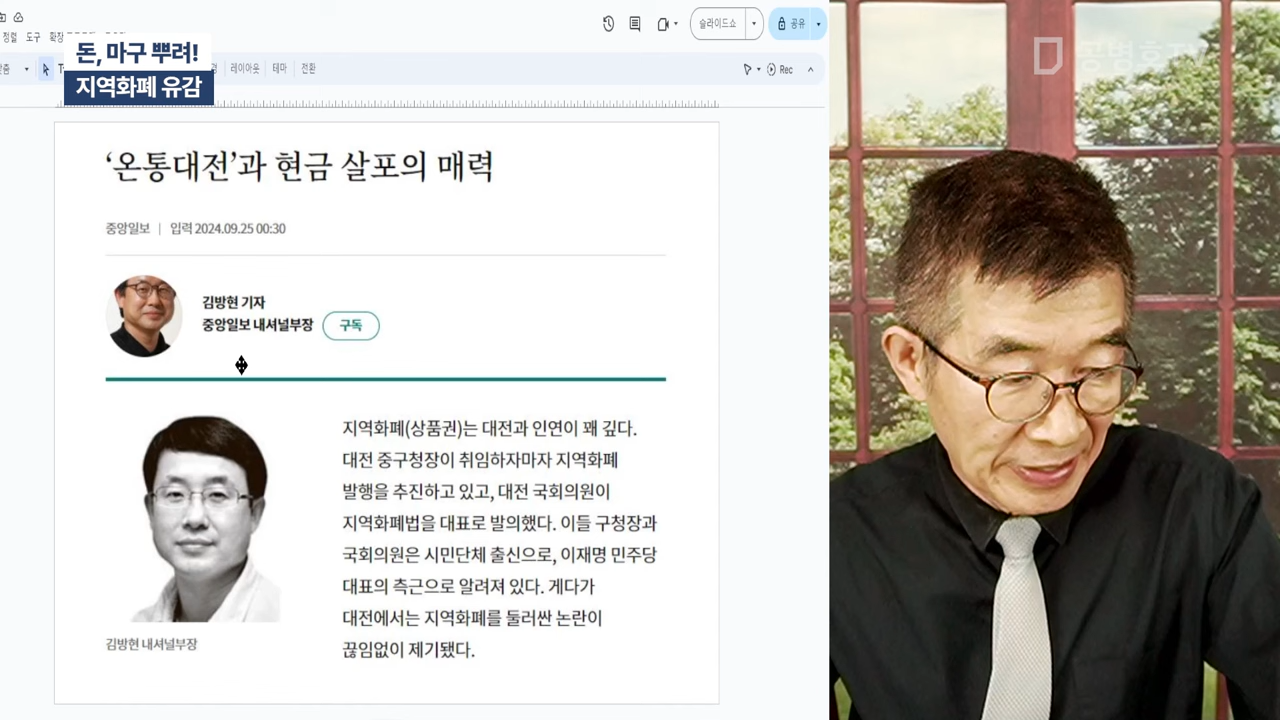 정렬 도구
슬라이드쇼
공유
돈, 마구 뿌려!
지역화폐 유감
레이아웃 테마 전환
Rec
공병호TV
‘온통대전’과 현금 살포의 매력
중앙일보 | 입력 2024.09.25 00:30
김방현 기자
중앙일보 내셔널부장 구독
지역화폐(상품권)는 대전과 인연이 꽤 깊다.
대전 중구청장이 취임하자마자 지역화폐
발행을 추진하고 있고, 대전 국회의원이
지역화폐법을 대표로 발의했다. 이들 구청장과
국회의원은 시민단체 출신으로, 이재명 민주당
대표의 측근으로 알려져 있다. 게다가
대전에서는 지역화폐를 둘러싼 논란이
끊임없이 제기됐다.
김방현 내셔널부장